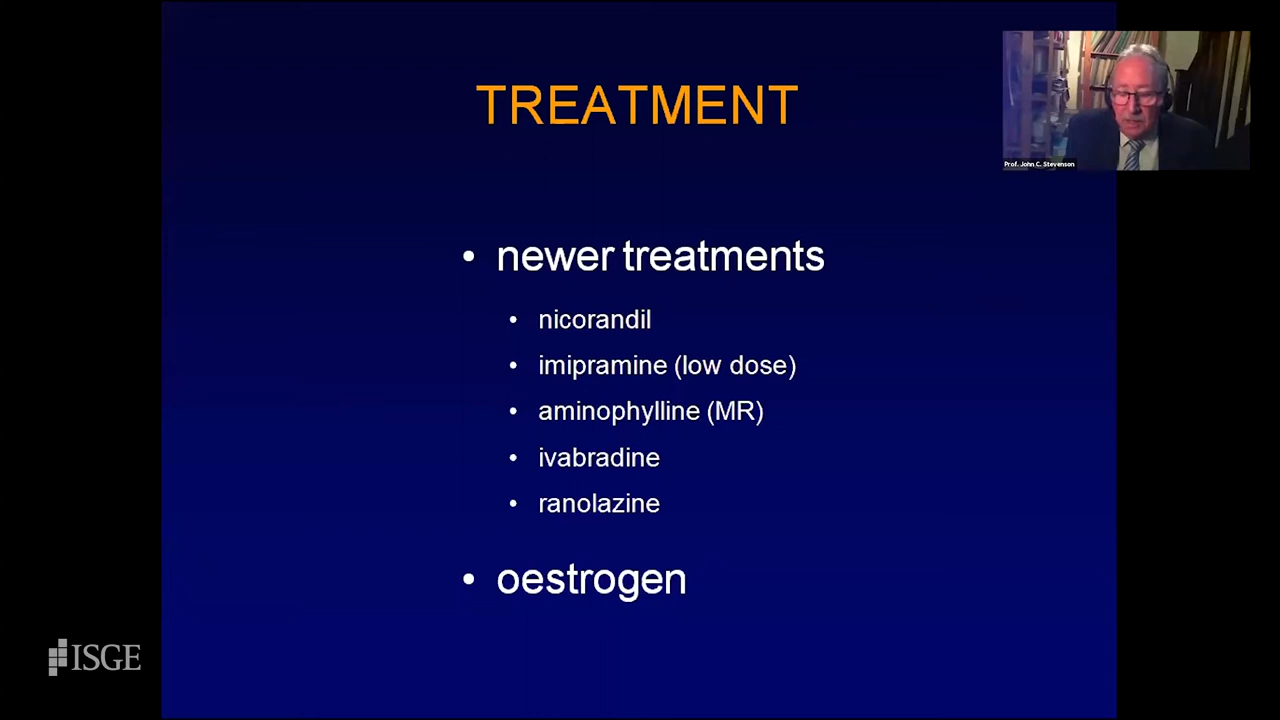 TREATMENT
Prof. John C. Stevenson
• newer treatments
• nicorandil
• imipramine (low dose)
• aminophylline (MR)
• ivabradine
• ranolazine
• oestrogen
ISGE